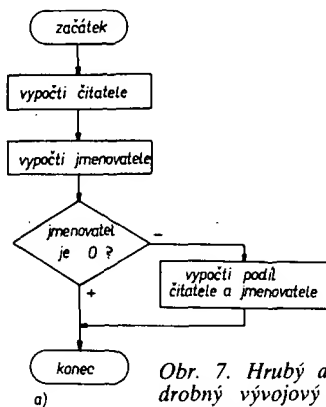 začátek
vypočti čitatele
vypočti jmenovatele
jmenovatel
je 0 ?
−
+
vypočti podíl
čitatele a jmenovatele
konec
a)
Obr. 7. Hrubý a
drobný vývojový